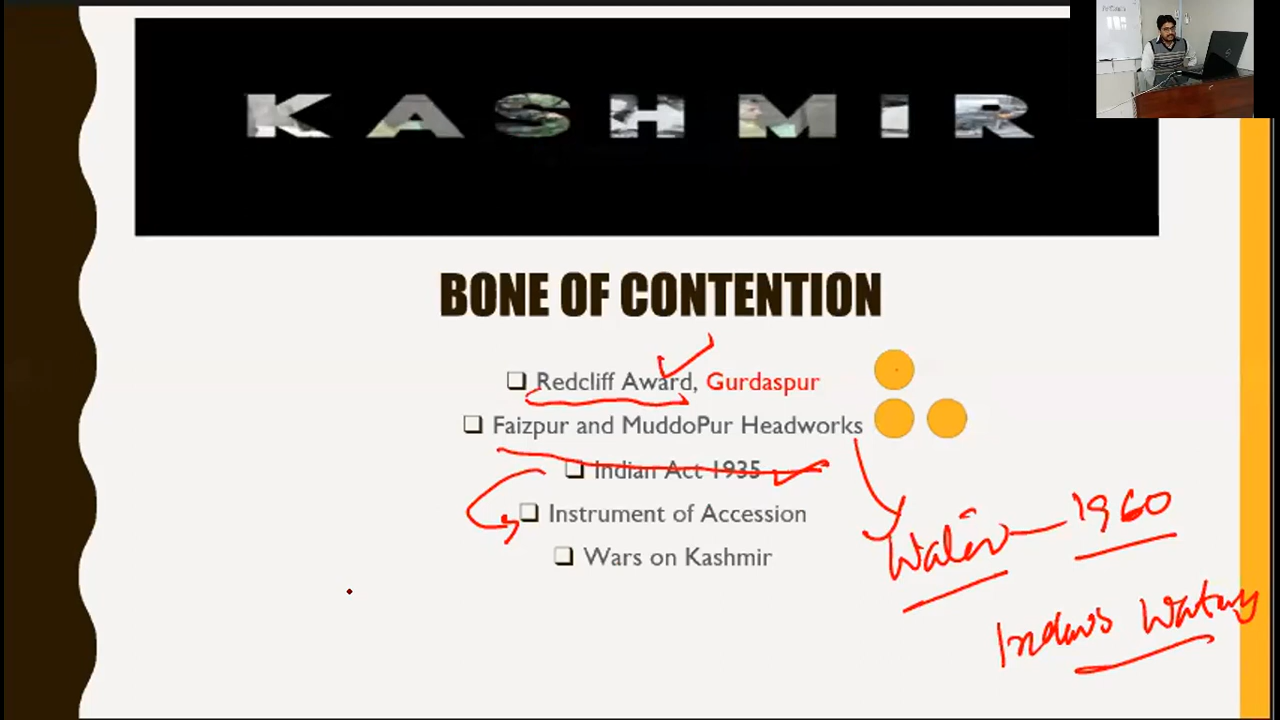 KASHMIR
BONE OF CONTENTION
Redcliff Award, Gurdaspur
Faizpur and MuddoPur Headworks
Indian Act 1935
Instrument of Accession
Wars on Kashmir
Water 1960
Indus Waters